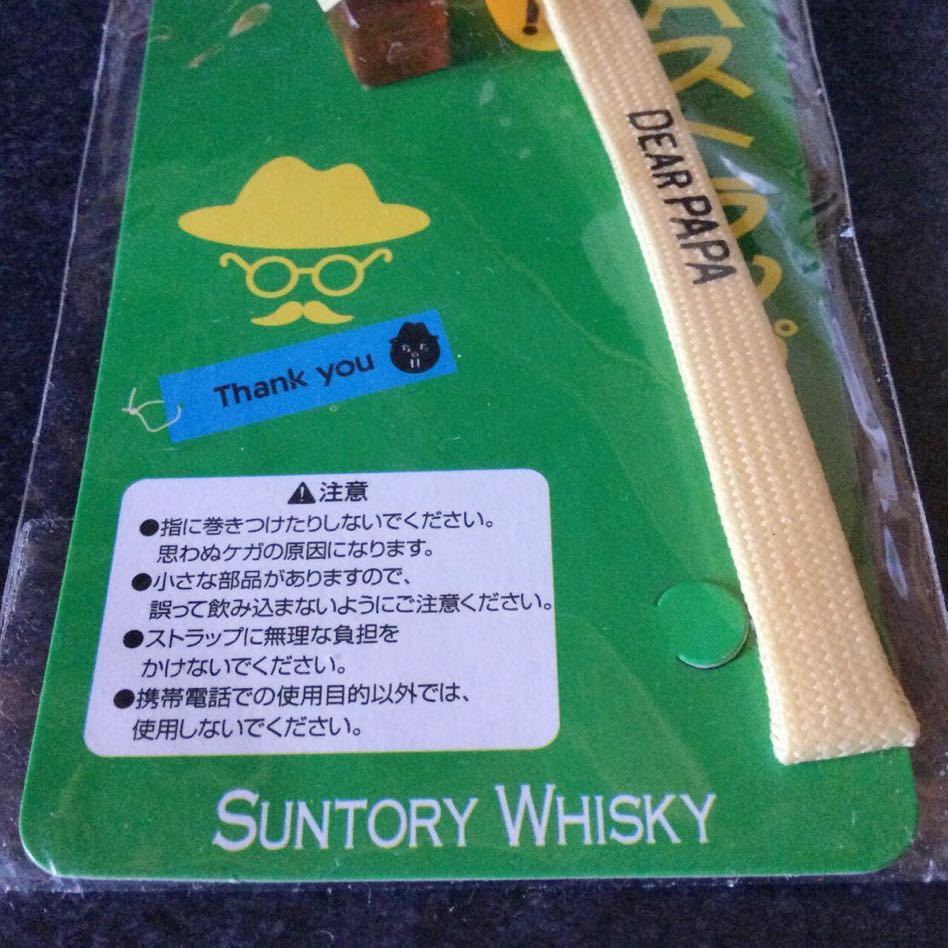 DEAR PAPA
Thank you
注意
●指に巻きつけたりしないでください。
思わぬケガの原因になります。
●小さな部品がありますので、
誤って飲み込まないようにご注意ください。
●ストラップに無理な負担を
かけないでください。
●携帯電話での使用目的以外では、
使用しないでください。
SUNTORY WHISKY